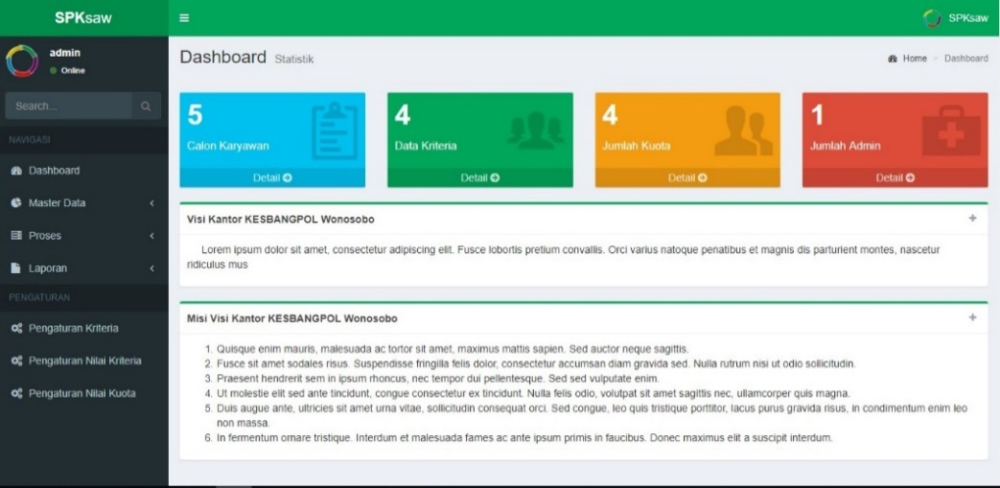 SPKsaw
SPKsaw
admin
Online
Search...
NAVIGASI
Dashboard
Master Data
Proses
Laporan
PENGATURAN
Pengaturan Kriteria
Pengaturan Nilai Kriteria
Pengaturan Nilai Kuota
Dashboard Statistik
Home > Dashboard
5
Calon Karyawan
Detail
4
Data Kriteria
Detail
4
Jumlah Kuota
Detail
1
Jumlah Admin
Detail
Visi Kantor KESBANGPOL Wonosobo
Lorem ipsum dolor sit amet, consectetur adipiscing elit. Fusce lobortis pretium convallis. Orci varius natoque penatibus et magnis dis parturient montes, nascetur
ridiculus mus
Misi Visi Kantor KESBANGPOL Wonosobo
1. Quisque enim mauris, malesuada ac tortor sit amet, maximus mattis sapien. Sed auctor neque sagittis.
2. Fusce sit amet sodales risus. Suspendisse fringilla felis dolor, consectetur accumsan diam gravida sed. Nulla rutrum nisi ut odio sollicitudin.
3. Praesent hendrerit sem in ipsum rhoncus, nec tempor dui pellentesque. Sed sed vulputate enim.
4. Ut molestie elit sed ante tincidunt, congue consectetur ex tincidunt. Nulla felis odio, volutpat sit amet sagittis nec, ullamcorper quis magna.
5. Duis augue ante, ultricies sit amet urna vitae, sollicitudin consequat orci. Sed congue, leo quis tristique porttitor, lacus purus gravida risus, in condimentum enim leo
non massa.
6. In fermentum ornare tristique. Interdum et malesuada fames ac ante ipsum primis in faucibus. Donec maximus elit a suscipit interdum.